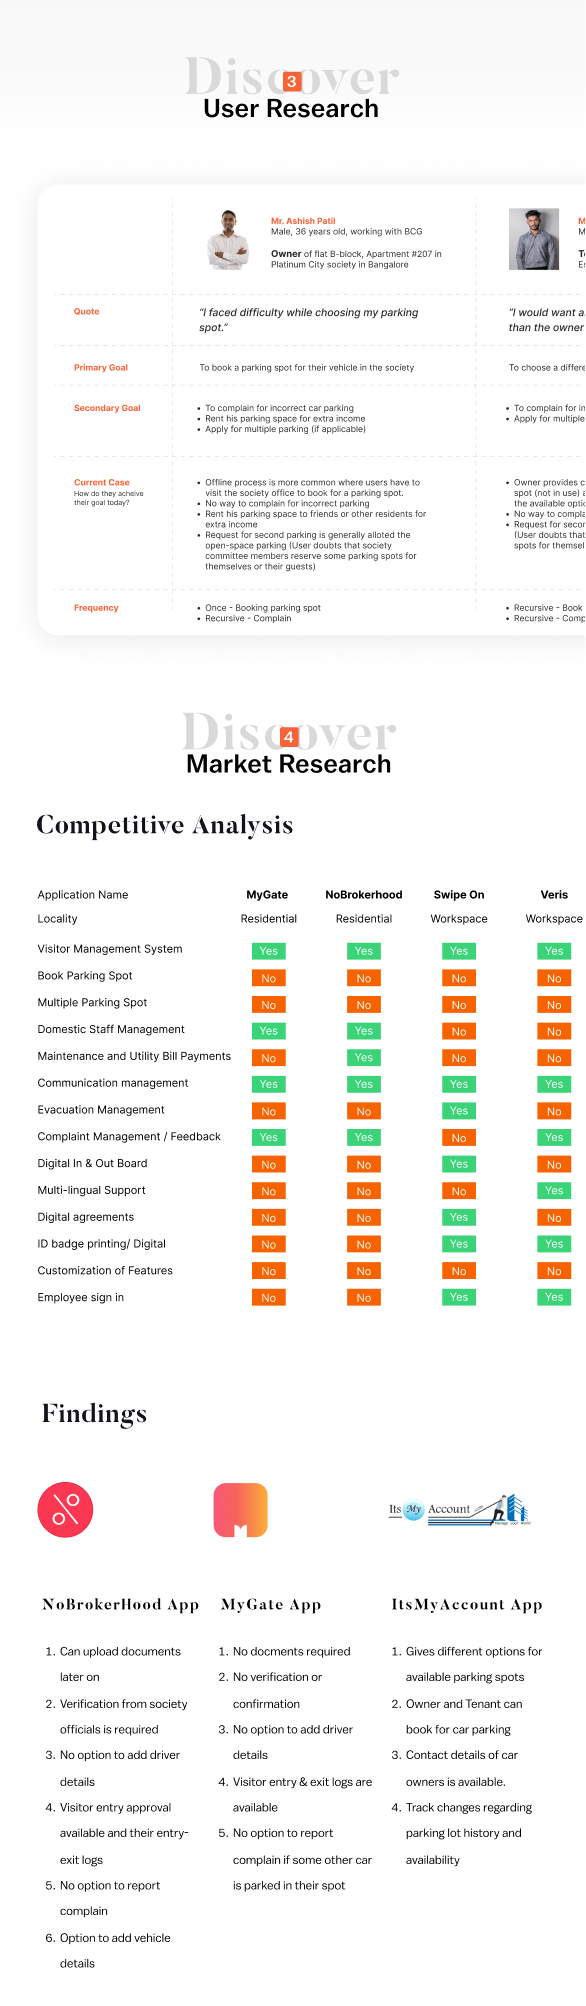 Discover
3
User Research
Mr. Ashish Patil
Male, 36 years old, working with BCG
Owner of flat B-block, Apartment #207 in
Platinum City society in Bangalore
Quote
"I faced difficulty while choosing my parking
spot."
"I would want a
than the owner
Primary Goal
To book a parking spot for their vehicle in the society
To choose a differe
Secondary Goal
• To complain for incorrect car parking
• Rent his parking space for extra income
• Apply for multiple parking (if applicable)
• To complain for in
• Apply for multiple
Current Case
How do they acheive
their goal today?
• Offline process is more common where users have to
visit the society office to book for a parking spot.
• No way to complain for incorrect parking
• Rent his parking space to friends or other residents for
extra income
• Request for second parking is generally alloted the
open-space parking (User doubts that society
committee members reserve some parking spots for
themselves or their guests)
• Owner provides c
spot (not in use) a
the available optio
• No way to compla
• Request for secor
(User doubts that
spots for themsel
Frequency
• Once - Booking parking spot
• Recursive - Complain
• Recursive - Book
• Recursive - Comp
Discover
4
Market Research
Competitive Analysis
Application Name MyGate NoBrokerhood Swipe On Veris
Locality Residential Residential Workspace Workspace
Visitor Management System Yes Yes Yes Yes
Book Parking Spot No No No No
Multiple Parking Spot No No No No
Domestic Staff Management Yes Yes No No
Maintenance and Utility Bill Payments No Yes No No
Communication management Yes Yes Yes Yes
Evacuation Management No No Yes No
Complaint Management / Feedback Yes Yes No Yes
Digital In & Out Board No No Yes No
Multi-lingual Support No No No Yes
Digital agreements No No Yes No
ID badge printing/ Digital No No Yes Yes
Customization of Features No No No No
Employee sign in No No Yes Yes
Findings
Its My Account
NoBrokerHood App
1. Can upload documents
later on
2. Verification from society
officials is required
3. No option to add driver
details
4. Visitor entry approval
available and their entry-
exit logs
5. No option to report
complain
6. Option to add vehicle
details
MyGate App
1. No docments required
2. No verification or
confirmation
3. No option to add driver
details
4. Visitor entry & exit logs are
available
5. No option to report
complain if some other car
is parked in their spot
ItsMyAccount App
1. Gives different options for
available parking spots
2. Owner and Tenant can
book for car parking
3. Contact details of car
owners is available.
4. Track changes regarding
parking lot history and
availability